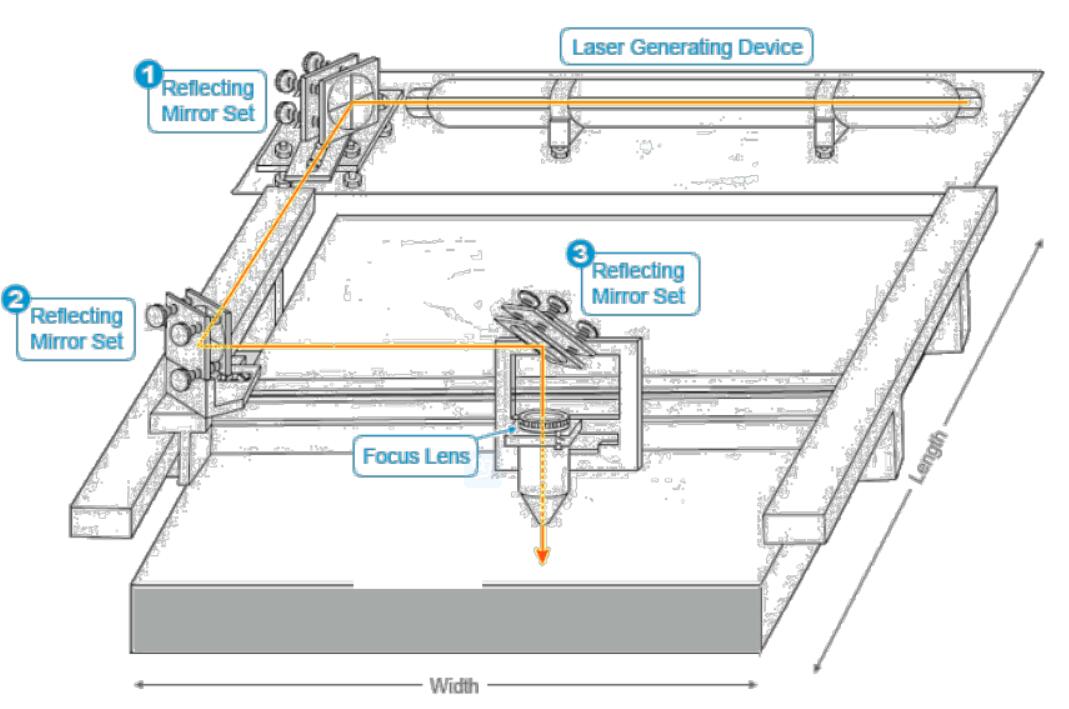 Laser Generating Device
1
Reflecting
Mirror Set
3
Reflecting
Mirror Set
2
Reflecting
Mirror Set
Focus Lens
Length
Width